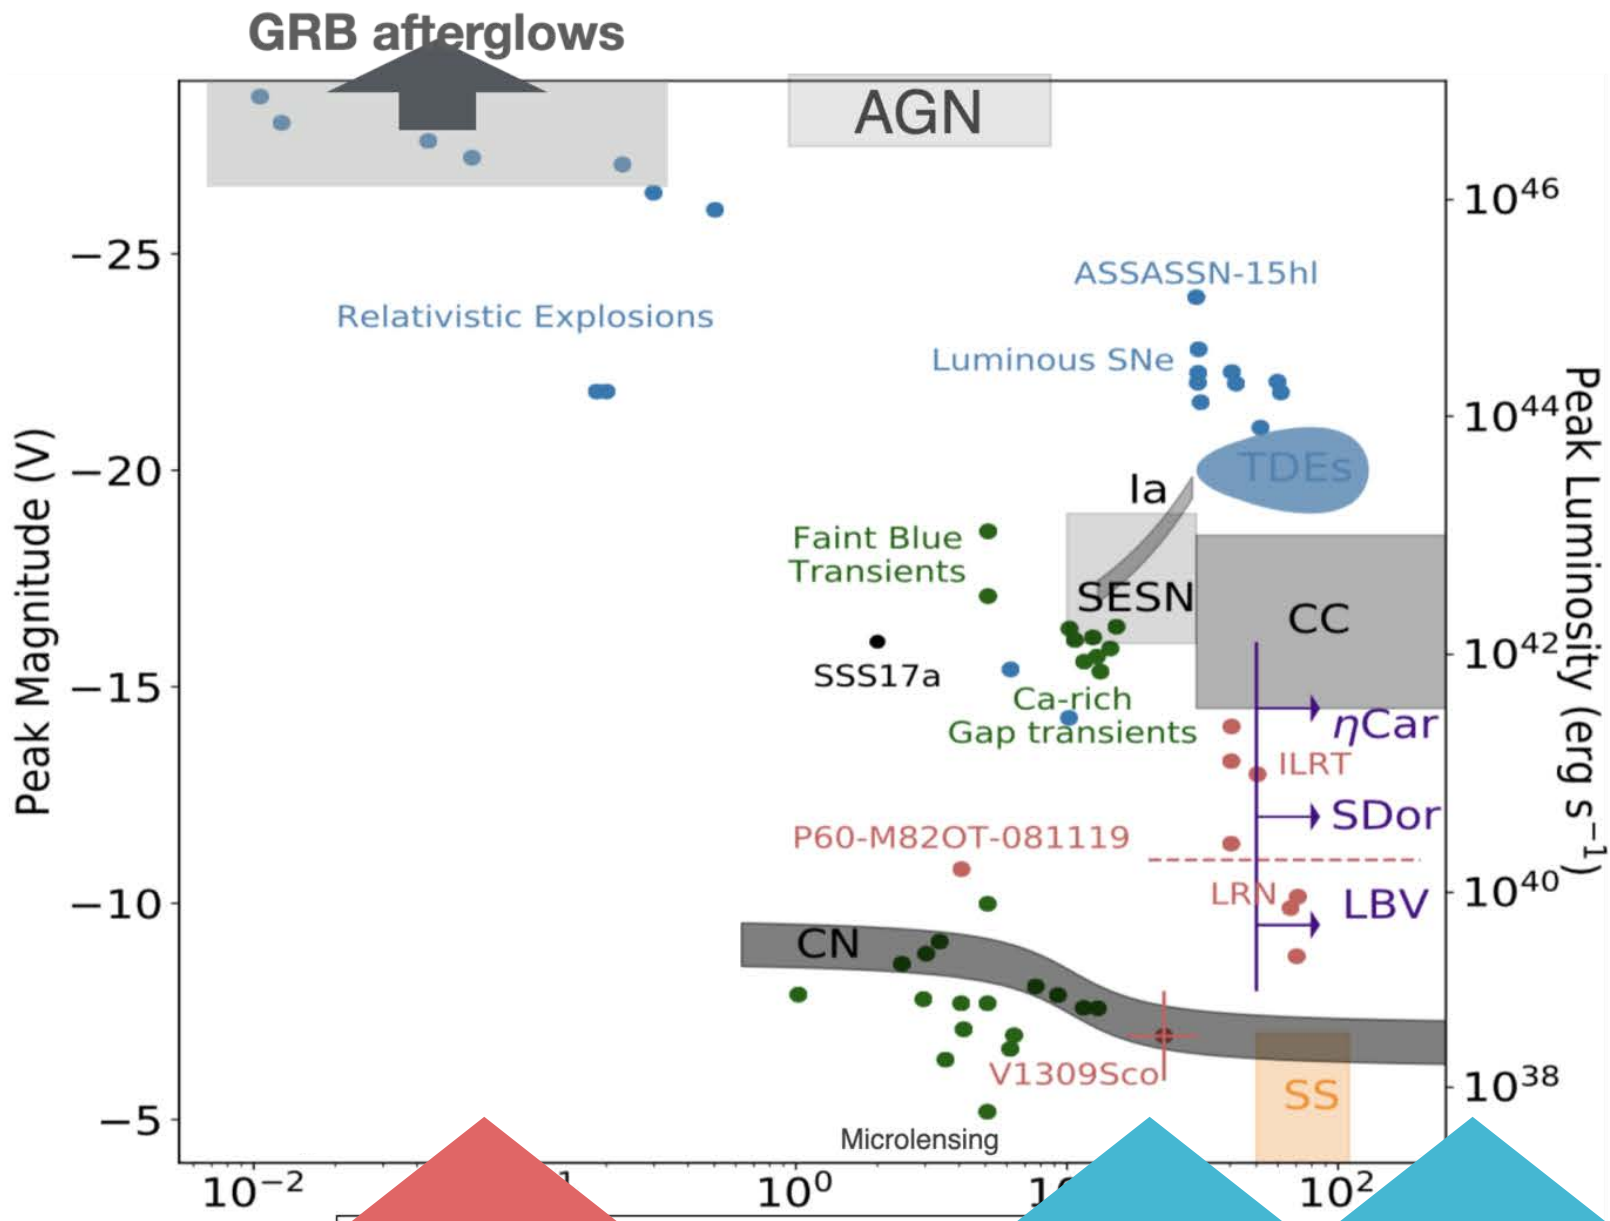 GRB afterglows
AGN
10⁴⁶
−25
ASSASSN-15hl
Relativistic Explosions
Luminous SNe
10⁴⁴
−20
TDEs
Ia
Faint Blue
Transients
SESN
CC
10⁴²
SSS17a
−15
Ca-rich
Gap transients
ηCar
ILRT
SDor
P60-M82OT-081119
LRN
10⁴⁰
LBV
−10
CN
V1309Sco
10³⁸
SS
−5
Microlensing
10⁻²
10⁰
10²
Peak Magnitude (V)
Peak Luminosity (erg s⁻¹)